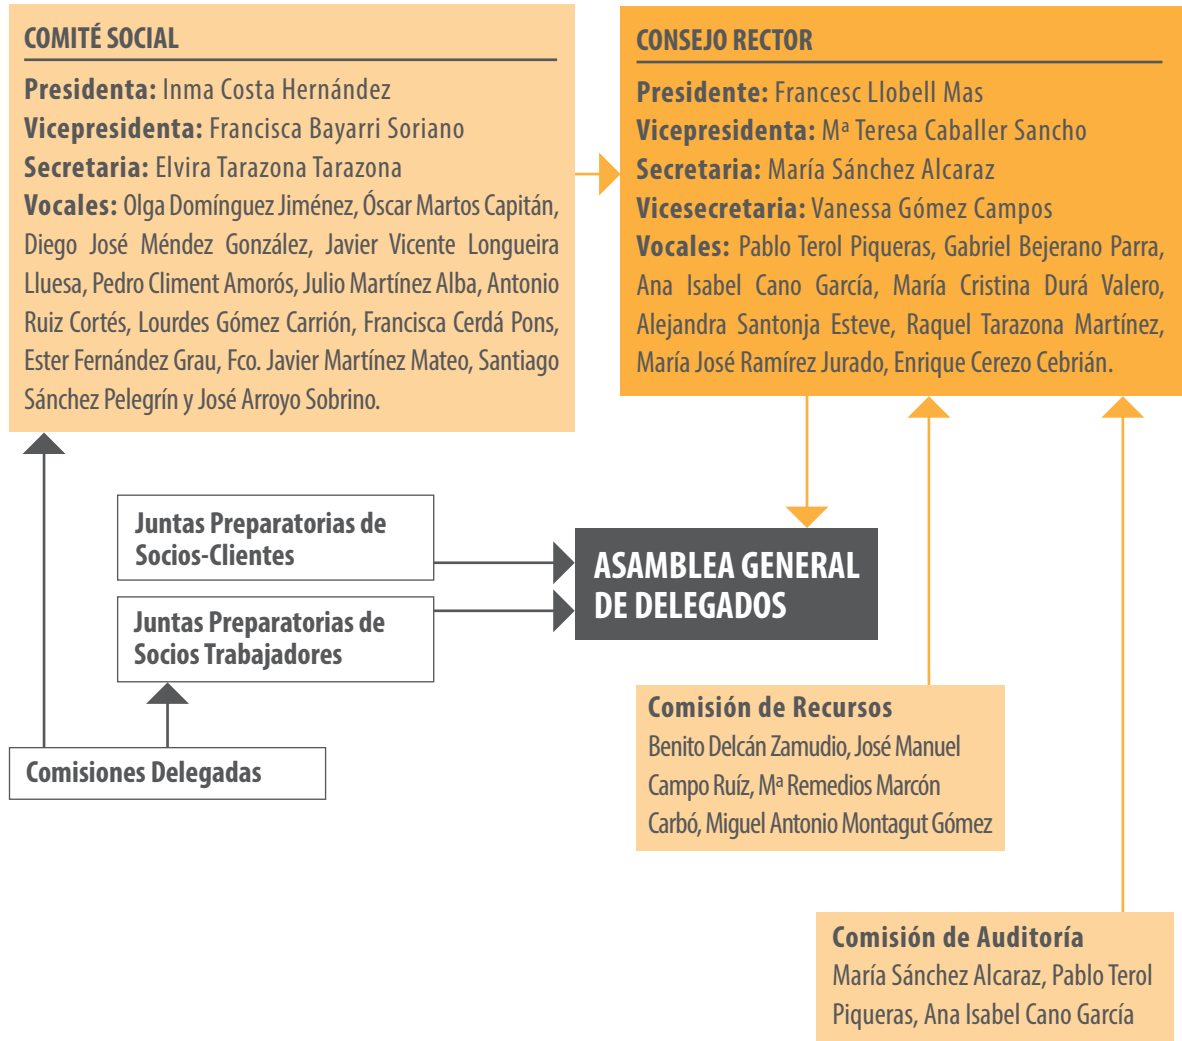 COMITÉ SOCIAL
Presidenta: Inma Costa Hernández
Vicepresidenta: Francisca Bayarri Soriano
Secretaria: Elvira Tarazona Tarazona
Vocales: Olga Domínguez Jiménez, Óscar Martos Capitán,
Diego José Méndez González, Javier Vicente Longueira
Lluesa, Pedro Climent Amorós, Julio Martínez Alba, Antonio
Ruiz Cortés, Lourdes Gómez Carrión, Francisca Cerdá Pons,
Ester Fernández Grau, Fco. Javier Martínez Mateo, Santiago
Sánchez Pelegrín y José Arroyo Sobrino.
CONSEJO RECTOR
Presidente: Francesc Llobell Mas
Vicepresidenta: Mª Teresa Caballer Sancho
Secretaria: María Sánchez Alcaraz
Vicesecretaria: Vanessa Gómez Campos
Vocales: Pablo Terol Piqueras, Gabriel Bejerano Parra,
Ana Isabel Cano García, María Cristina Durá Valero,
Alejandra Santonja Esteve, Raquel Tarazona Martínez,
María José Ramírez Jurado, Enrique Cerezo Cebrián.
Juntas Preparatorias de
Socios-Clientes
Juntas Preparatorias de
Socios Trabajadores
ASAMBLEA GENERAL
DE DELEGADOS
Comisiones Delegadas
Comisión de Recursos
Benito Delcán Zamudio, José Manuel
Campo Ruíz, Mª Remedios Marcón
Carbó, Miguel Antonio Montagut Gómez
Comisión de Auditoría
María Sánchez Alcaraz, Pablo Terol
Piqueras, Ana Isabel Cano García